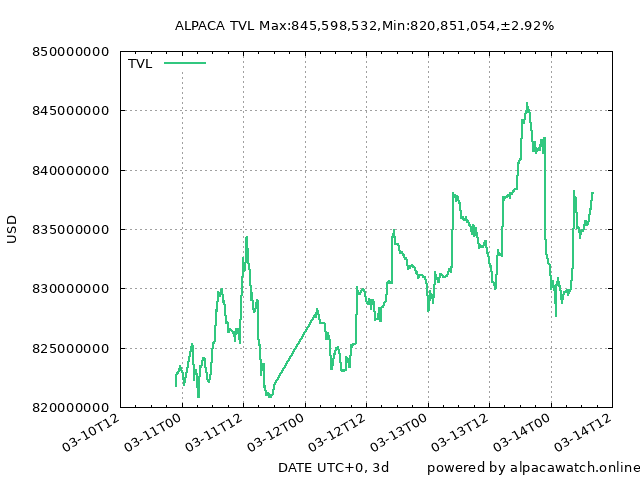 ALPACA TVL Max:845,598,532,Min:820,851,054,±2.92%
850000000
845000000
840000000
835000000
830000000
825000000
820000000
USD
TVL
03-10T12
03-11T00
03-11T12
03-12T00
03-12T12
03-13T00
03-13T12
03-14T00
03-14T12
DATE UTC+0, 3d
powered by alpacawatch.online